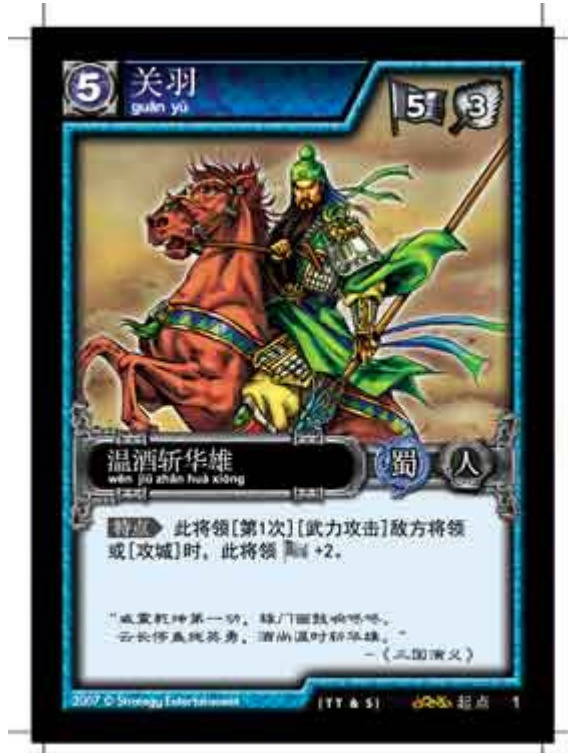 5 关羽
guān yǔ
5 3
温酒斩华雄
wēn jiǔ zhǎn huà xióng
蜀 人
特点 此将领[第1次][武力攻击]敌方将领
或[攻城]时，此将领 +2。
"威震乾坤第一功，辕门画鼓响咚咚。
云长停盏施英勇，酒尚温时斩华雄。"
-《三国演义》
2007 © Strategy Entertainment
(YT & S) 起点 1